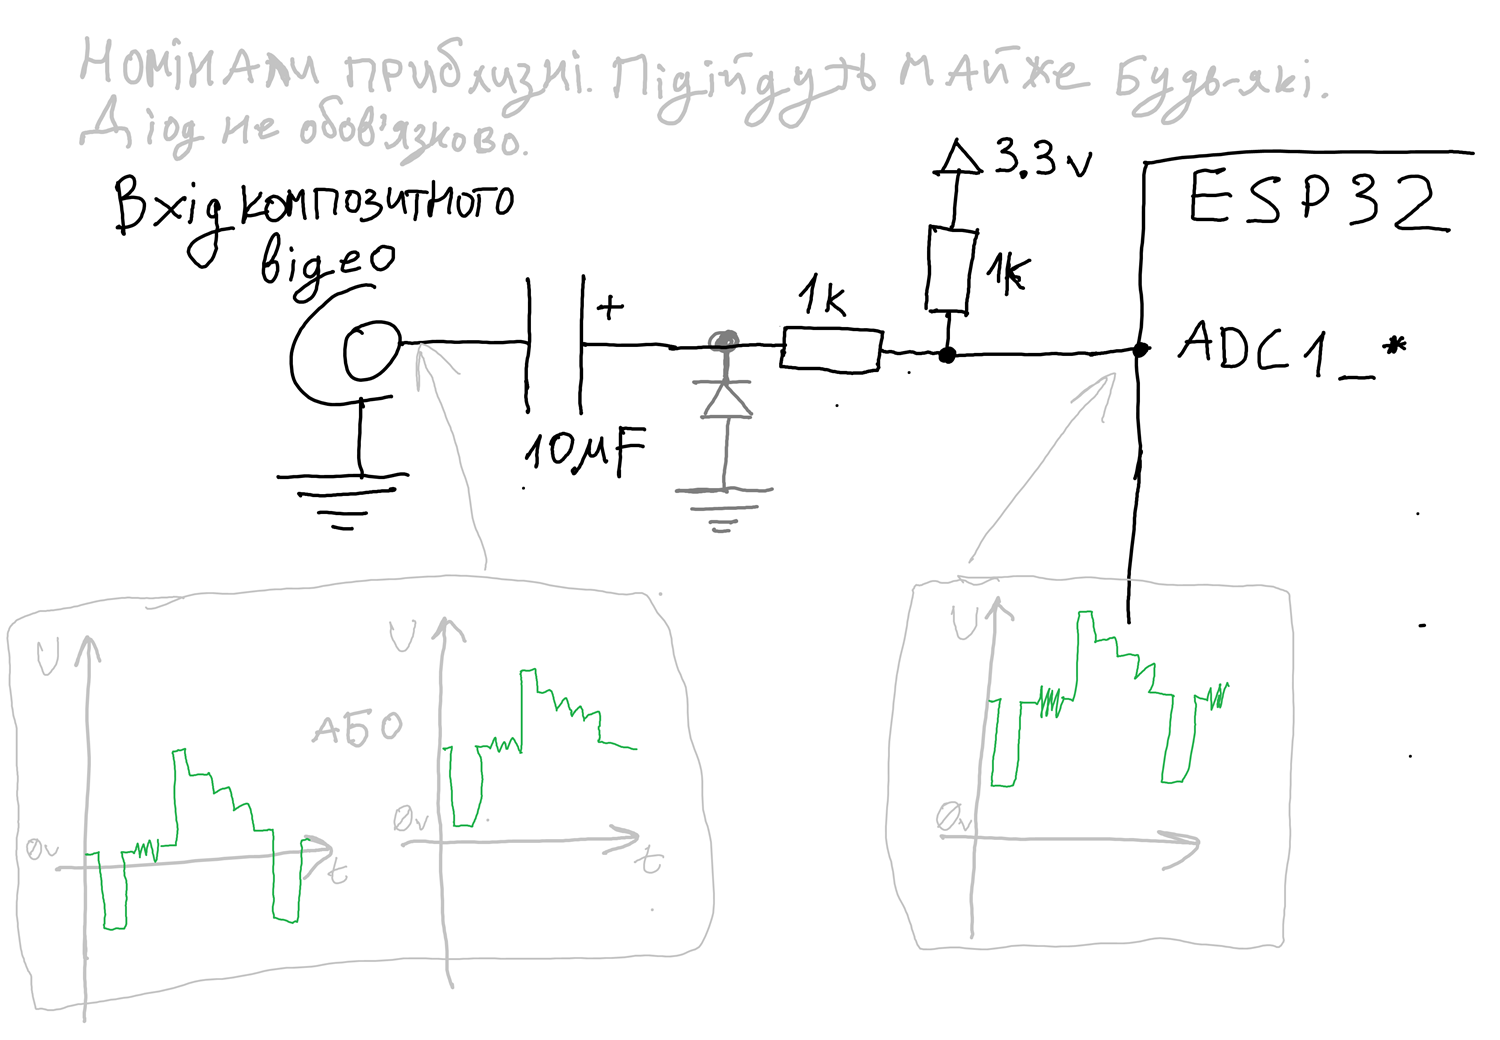 Номінали приблизні. Підійдуть майже будь-які.
Діод не обов'язково.
Вхід композитного
відео
3.3v
ESP32
1k
1k
+
ADC1_*
10µF
U
U
U
АБО
0v
0v
0v
t
t